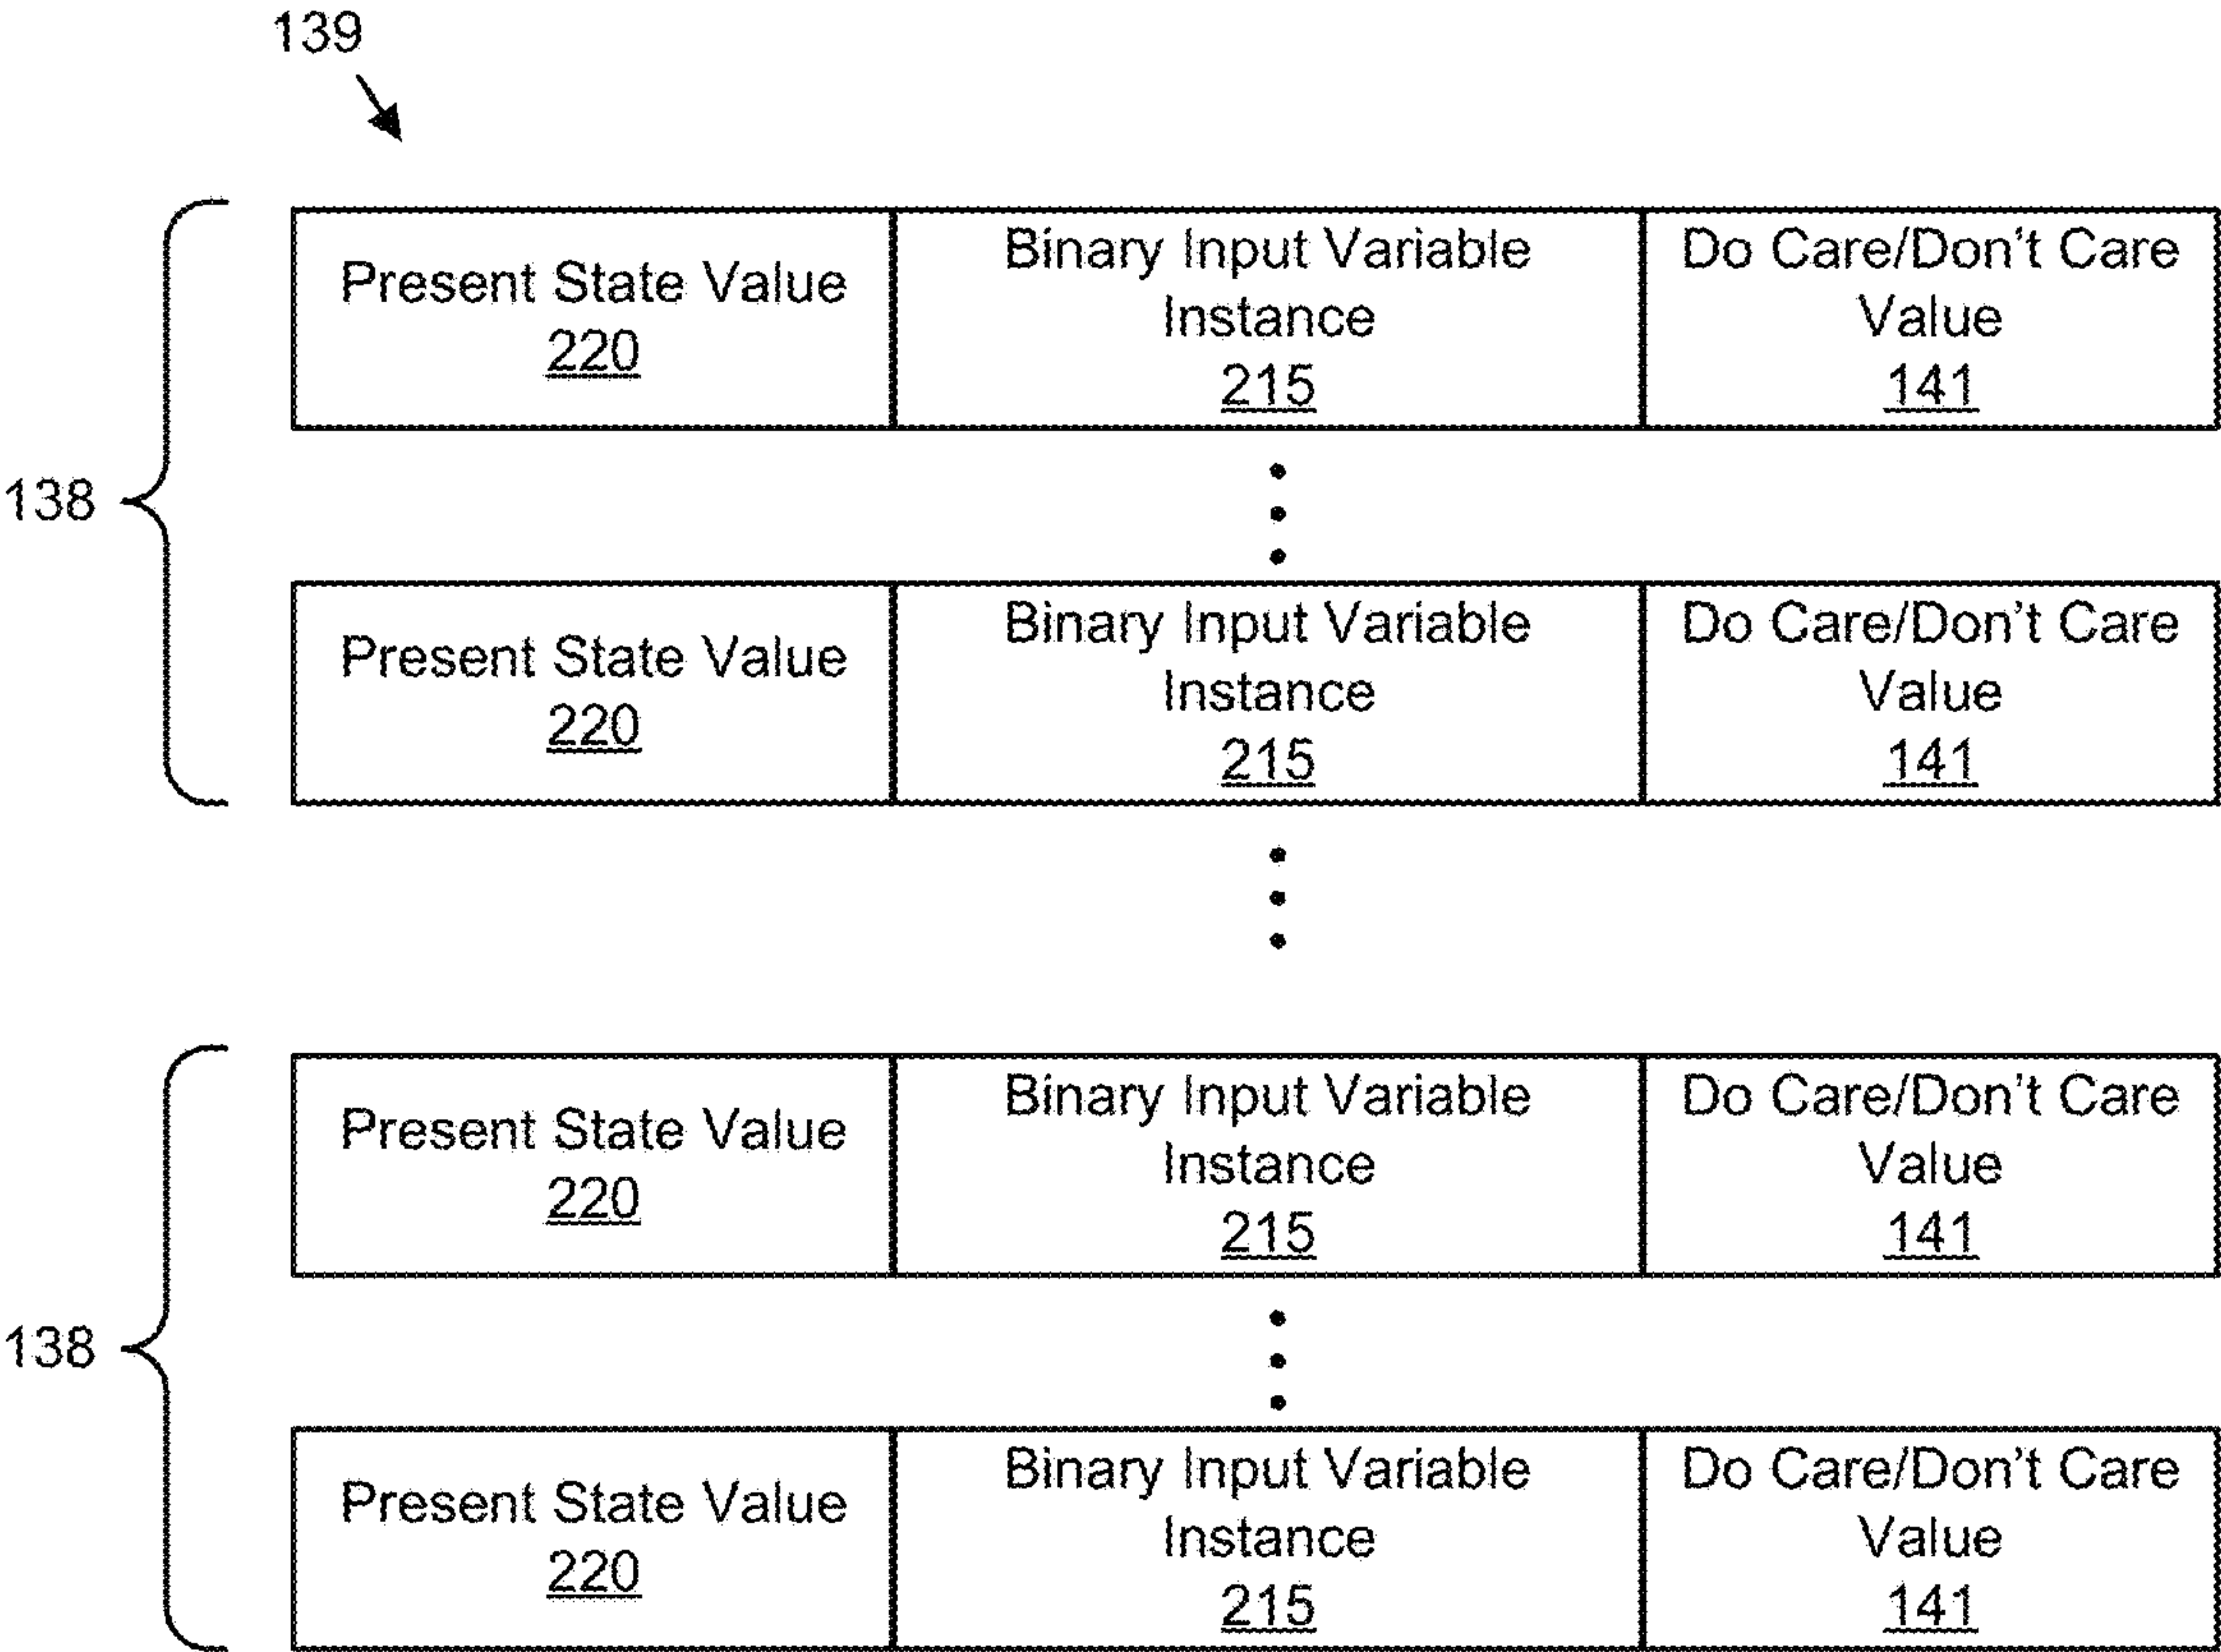 139
138
Present State Value
220
Binary Input Variable
Instance
215
Do Care/Don't Care
Value
141
Present State Value
220
Binary Input Variable
Instance
215
Do Care/Don't Care
Value
141
138
Present State Value
220
Binary Input Variable
Instance
215
Do Care/Don't Care
Value
141
Present State Value
220
Binary Input Variable
Instance
215
Do Care/Don't Care
Value
141